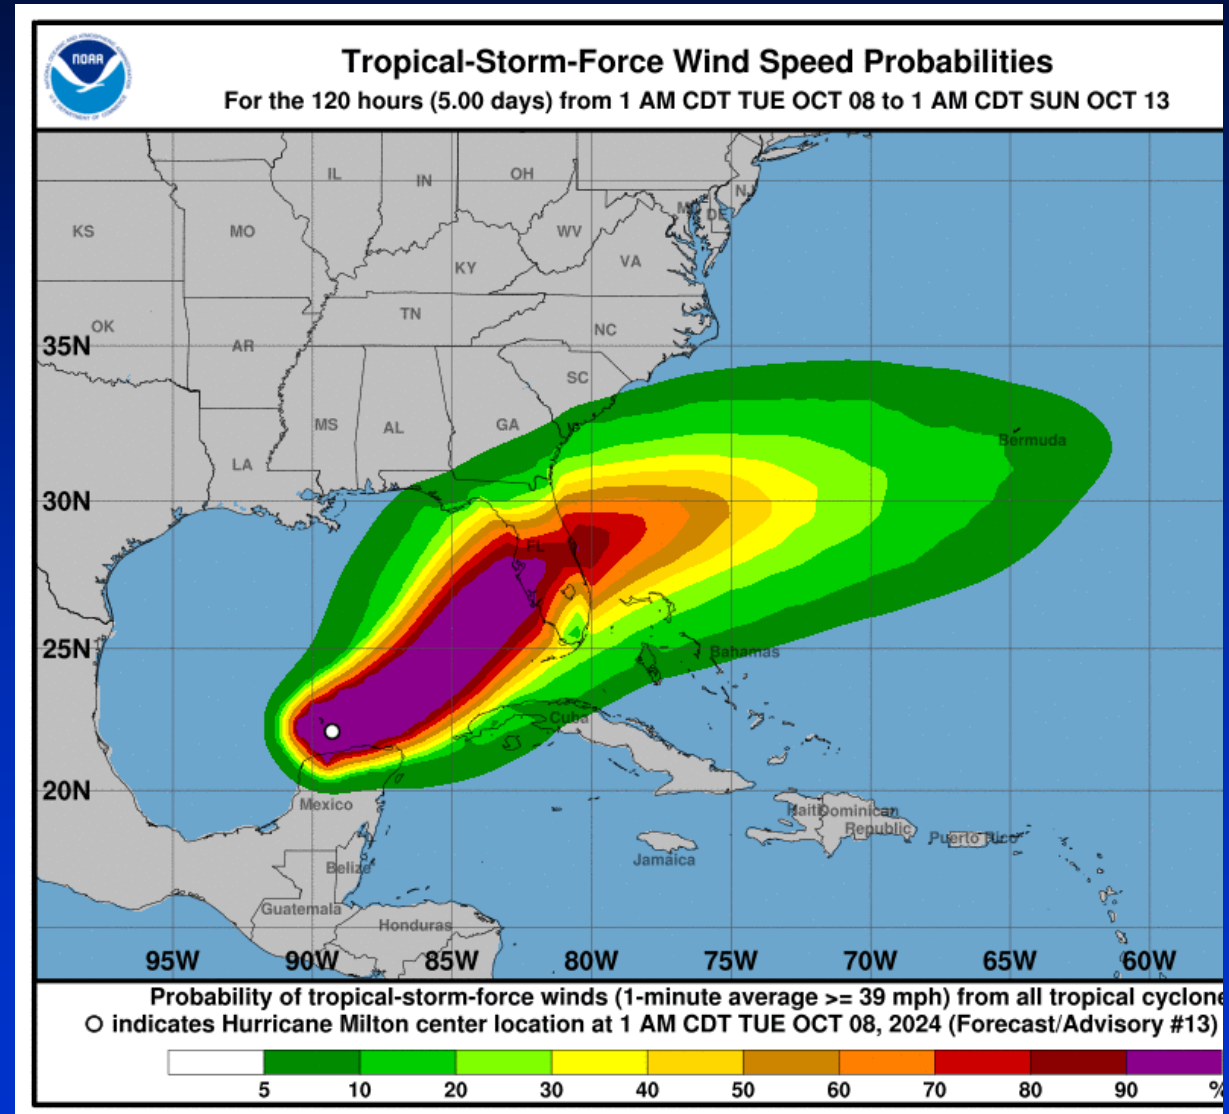 NOAA
Tropical-Storm-Force Wind Speed Probabilities
For the 120 hours (5.00 days) from 1 AM CDT TUE OCT 08 to 1 AM CDT SUN OCT 13
IL
IN
OH
NJ
DE
KS
MO
WV
KY
VA
OK
TN
NC
35N
AR
SC
MS
AL
GA
LA
Bermuda
30N
FL
25N
Bahamas
Cuba
20N
Mexico
Haiti
Dominican
Republic
Puerto Rico
Jamaica
Belize
Guatemala
Honduras
95W 90W 85W 80W 75W 70W 65W 60W
Probability of tropical-storm-force winds (1-minute average >= 39 mph) from all tropical cyclone
O indicates Hurricane Milton center location at 1 AM CDT TUE OCT 08, 2024 (Forecast/Advisory #13)
5 10 20 30 40 50 60 70 80 90 %